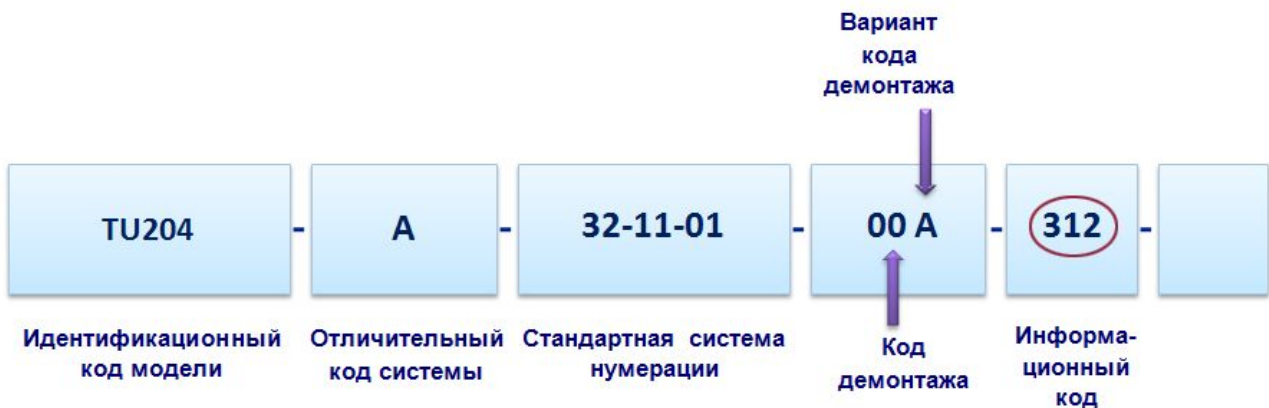 Вариант
кода
демонтажа
TU204 - A - 32-11-01 - 00 A - 312 -
Идентификационный
код модели
Отличительный
код системы
Стандартная система
нумерации
Код
демонтажа
Информа-
ционный
код